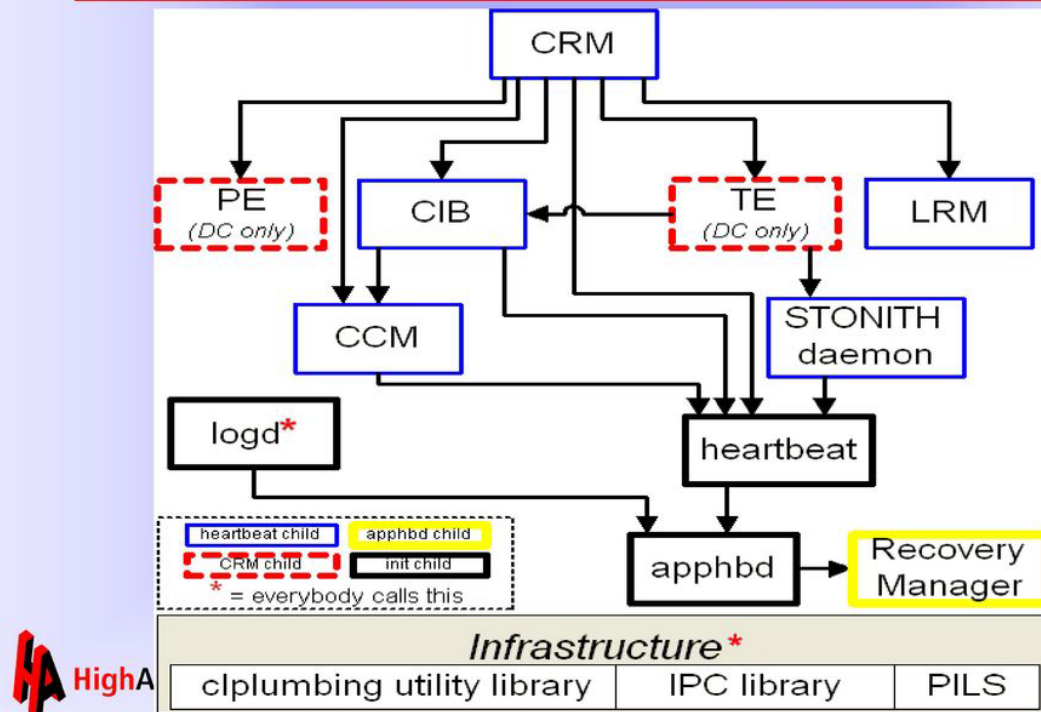 CRM
PE
(DC only)
CIB
TE
(DC only)
LRM
CCM
STONITH
daemon
logd*
heartbeat
heartbeat child
apphbd child
CRM child
init child
* = everybody calls this
apphbd
Recovery
Manager
Infrastructure*
clplumbing utility library
IPC library
PILS
HA
HighA